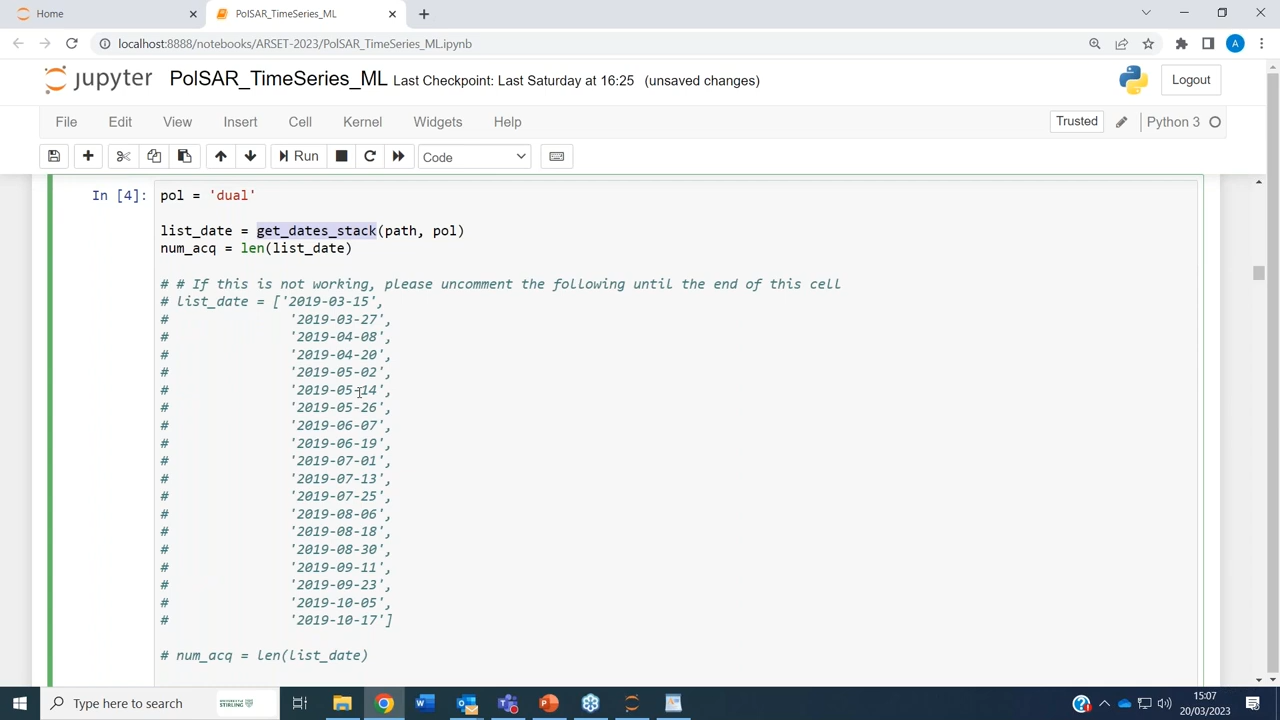 Home
PolSAR_TimeSeries_ML
localhost:8888/notebooks/ARSET-2023/PolSAR_TimeSeries_ML.ipynb
A
jupyter PolSAR_TimeSeries_ML Last Checkpoint: Last Saturday at 16:25 (unsaved changes)
Logout
File Edit View Insert Cell Kernel Widgets Help
Trusted
Python 3
Run
Code
In [4]: pol = 'dual'
list_date = get_dates_stack(path, pol)
num_acq = len(list_date)
# # If this is not working, please uncomment the following until the end of this cell
# list_date = ['2019-03-15',
# '2019-03-27',
# '2019-04-08',
# '2019-04-20',
# '2019-05-02',
# '2019-05-14',
# '2019-05-26',
# '2019-06-07',
# '2019-06-19',
# '2019-07-01',
# '2019-07-13',
# '2019-07-25',
# '2019-08-06',
# '2019-08-18',
# '2019-08-30',
# '2019-09-11',
# '2019-09-23',
# '2019-10-05',
# '2019-10-17']
# num_acq = len(list_date)
Type here to search
STIRLING
15:07
20/03/2023